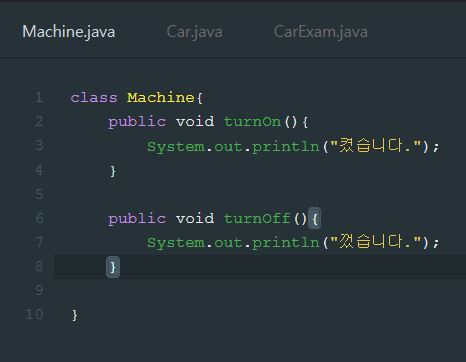 Machine.java Car.java CarExam.java
1 class Machine{
2 public void turnOn(){
3 System.out.println("켰습니다.");
4 }
5
6 public void turnOff(){
7 System.out.println("껐습니다.");
8 }
9
10 }